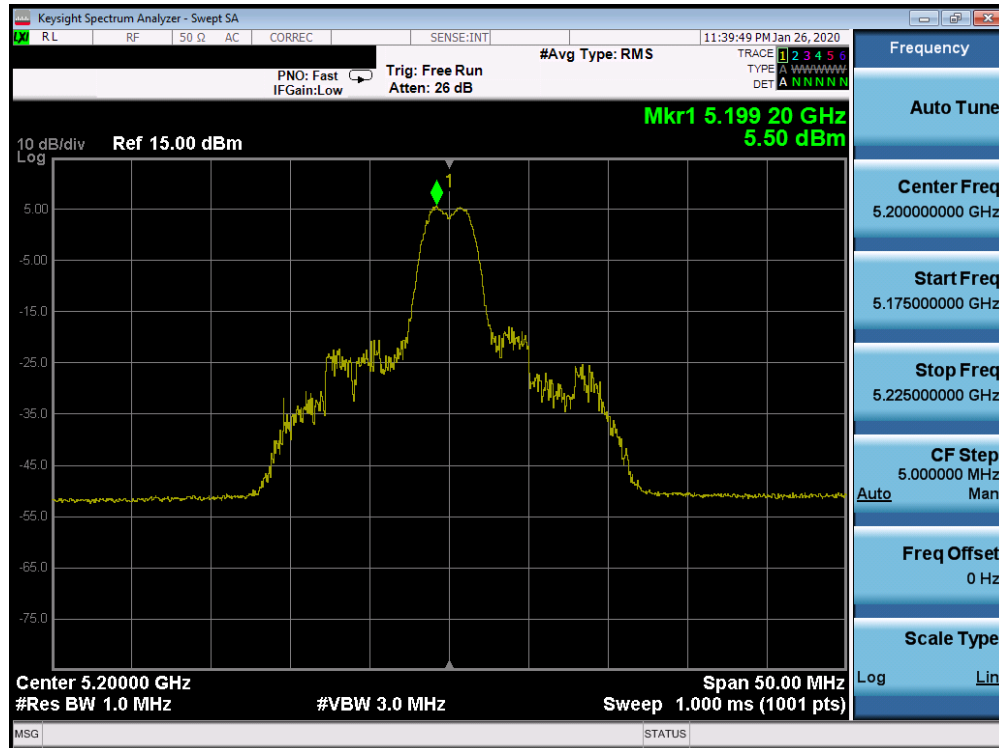 Keysight Spectrum Analyzer - Swept SA
LXI RL RF 50 Ω AC CORREC SENSE:INT 11:39:49 PM Jan 26, 2020
#Avg Type: RMS TRACE 1 2 3 4 5 6
PNO: Fast Trig: Free Run TYPE A WWWWW
IFGain:Low Atten: 26 dB DET A N N N N N
Mkr1 5.199 20 GHz
5.50 dBm
10 dB/div Ref 15.00 dBm
Log
1
5.00
-5.00
-15.0
-25.0
-35.0
-45.0
-55.0
-65.0
-75.0
Center 5.20000 GHz Span 50.00 MHz
#Res BW 1.0 MHz #VBW 3.0 MHz Sweep 1.000 ms (1001 pts)
MSG STATUS
Frequency
Auto Tune
Center Freq
5.200000000 GHz
Start Freq
5.175000000 GHz
Stop Freq
5.225000000 GHz
CF Step
5.000000 MHz
Auto Man
Freq Offset
0 Hz
Scale Type
Log Lin